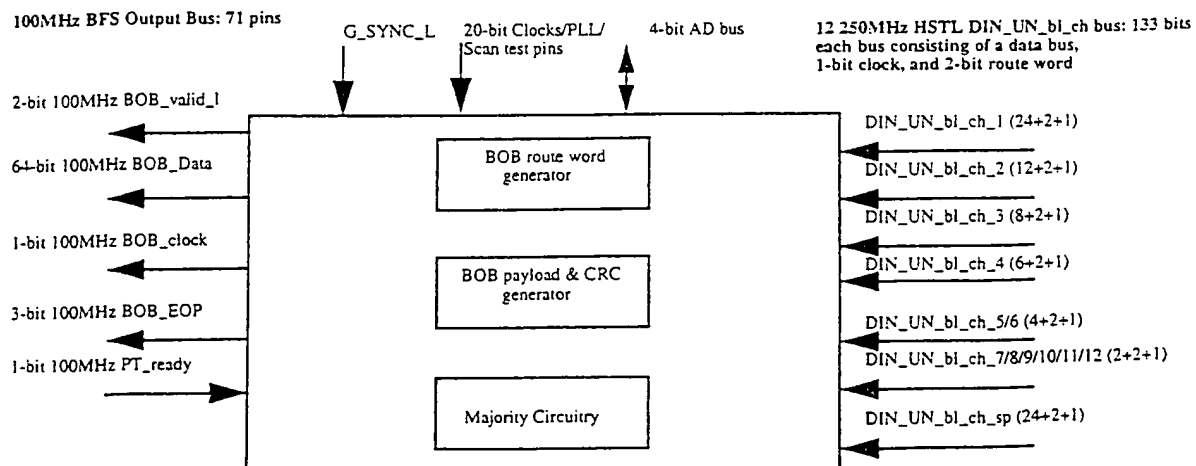 100MHz BFS Output Bus: 71 pins
G_SYNC_L
20-bit Clocks/PLL/
Scan test pins
4-bit AD bus
12 250MHz HSTL DIN_UN_bl_ch bus: 133 bits
each bus consisting of a data bus,
1-bit clock, and 2-bit route word
2-bit 100MHz BOB_valid_l
64-bit 100MHz BOB_Data
1-bit 100MHz BOB_clock
3-bit 100MHz BOB_EOP
1-bit 100MHz PT_ready
BOB route word
generator
BOB payload & CRC
generator
Majority Circuitry
DIN_UN_bl_ch_1 (24+2+1)
DIN_UN_bl_ch_2 (12+2+1)
DIN_UN_bl_ch_3 (8+2+1)
DIN_UN_bl_ch_4 (6+2+1)
DIN_UN_bl_ch_5/6 (4+2+1)
DIN_UN_bl_ch_7/8/9/10/11/12 (2+2+1)
DIN_UN_bl_ch_sp (24+2+1)